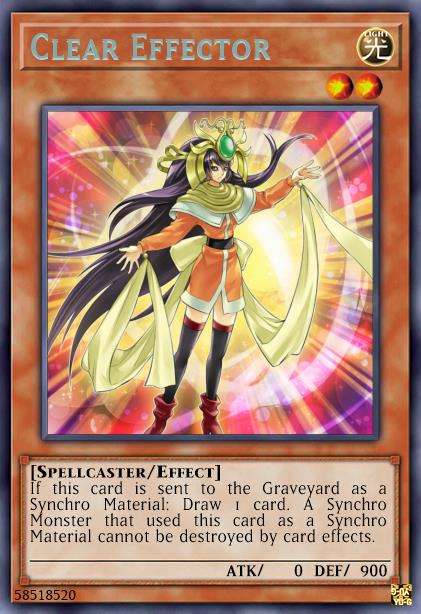 CLEAR EFFECTOR
LIGHT
光
[SPELLCASTER/EFFECT]
If this card is sent to the Graveyard as a
Synchro Material: Draw 1 card. A Synchro
Monster that used this card as a Synchro
Material cannot be destroyed by card effects.
ATK/ 0 DEF/ 900
58518520